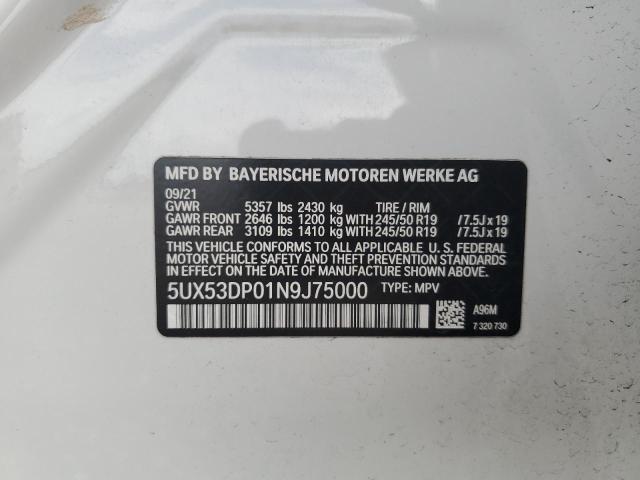 MFD BY BAYERISCHE MOTOREN WERKE AG
09/21
GVWR 5357 lbs 2430 kg TIRE / RIM
GAWR FRONT 2646 lbs 1200 kg WITH 245/50 R19 /7.5J x 19
GAWR REAR 3109 lbs 1410 kg WITH 245/50 R19 /7.5J x 19
THIS VEHICLE CONFORMS TO ALL APPLICABLE U. S. FEDERAL
MOTOR VEHICLE SAFETY AND THEFT PREVENTION STANDARDS
IN EFFECT ON THE DATE OF MANUFACTURE SHOWN ABOVE.
5UX53DP01N9J75000 TYPE: MPV
A96M
7 320 730